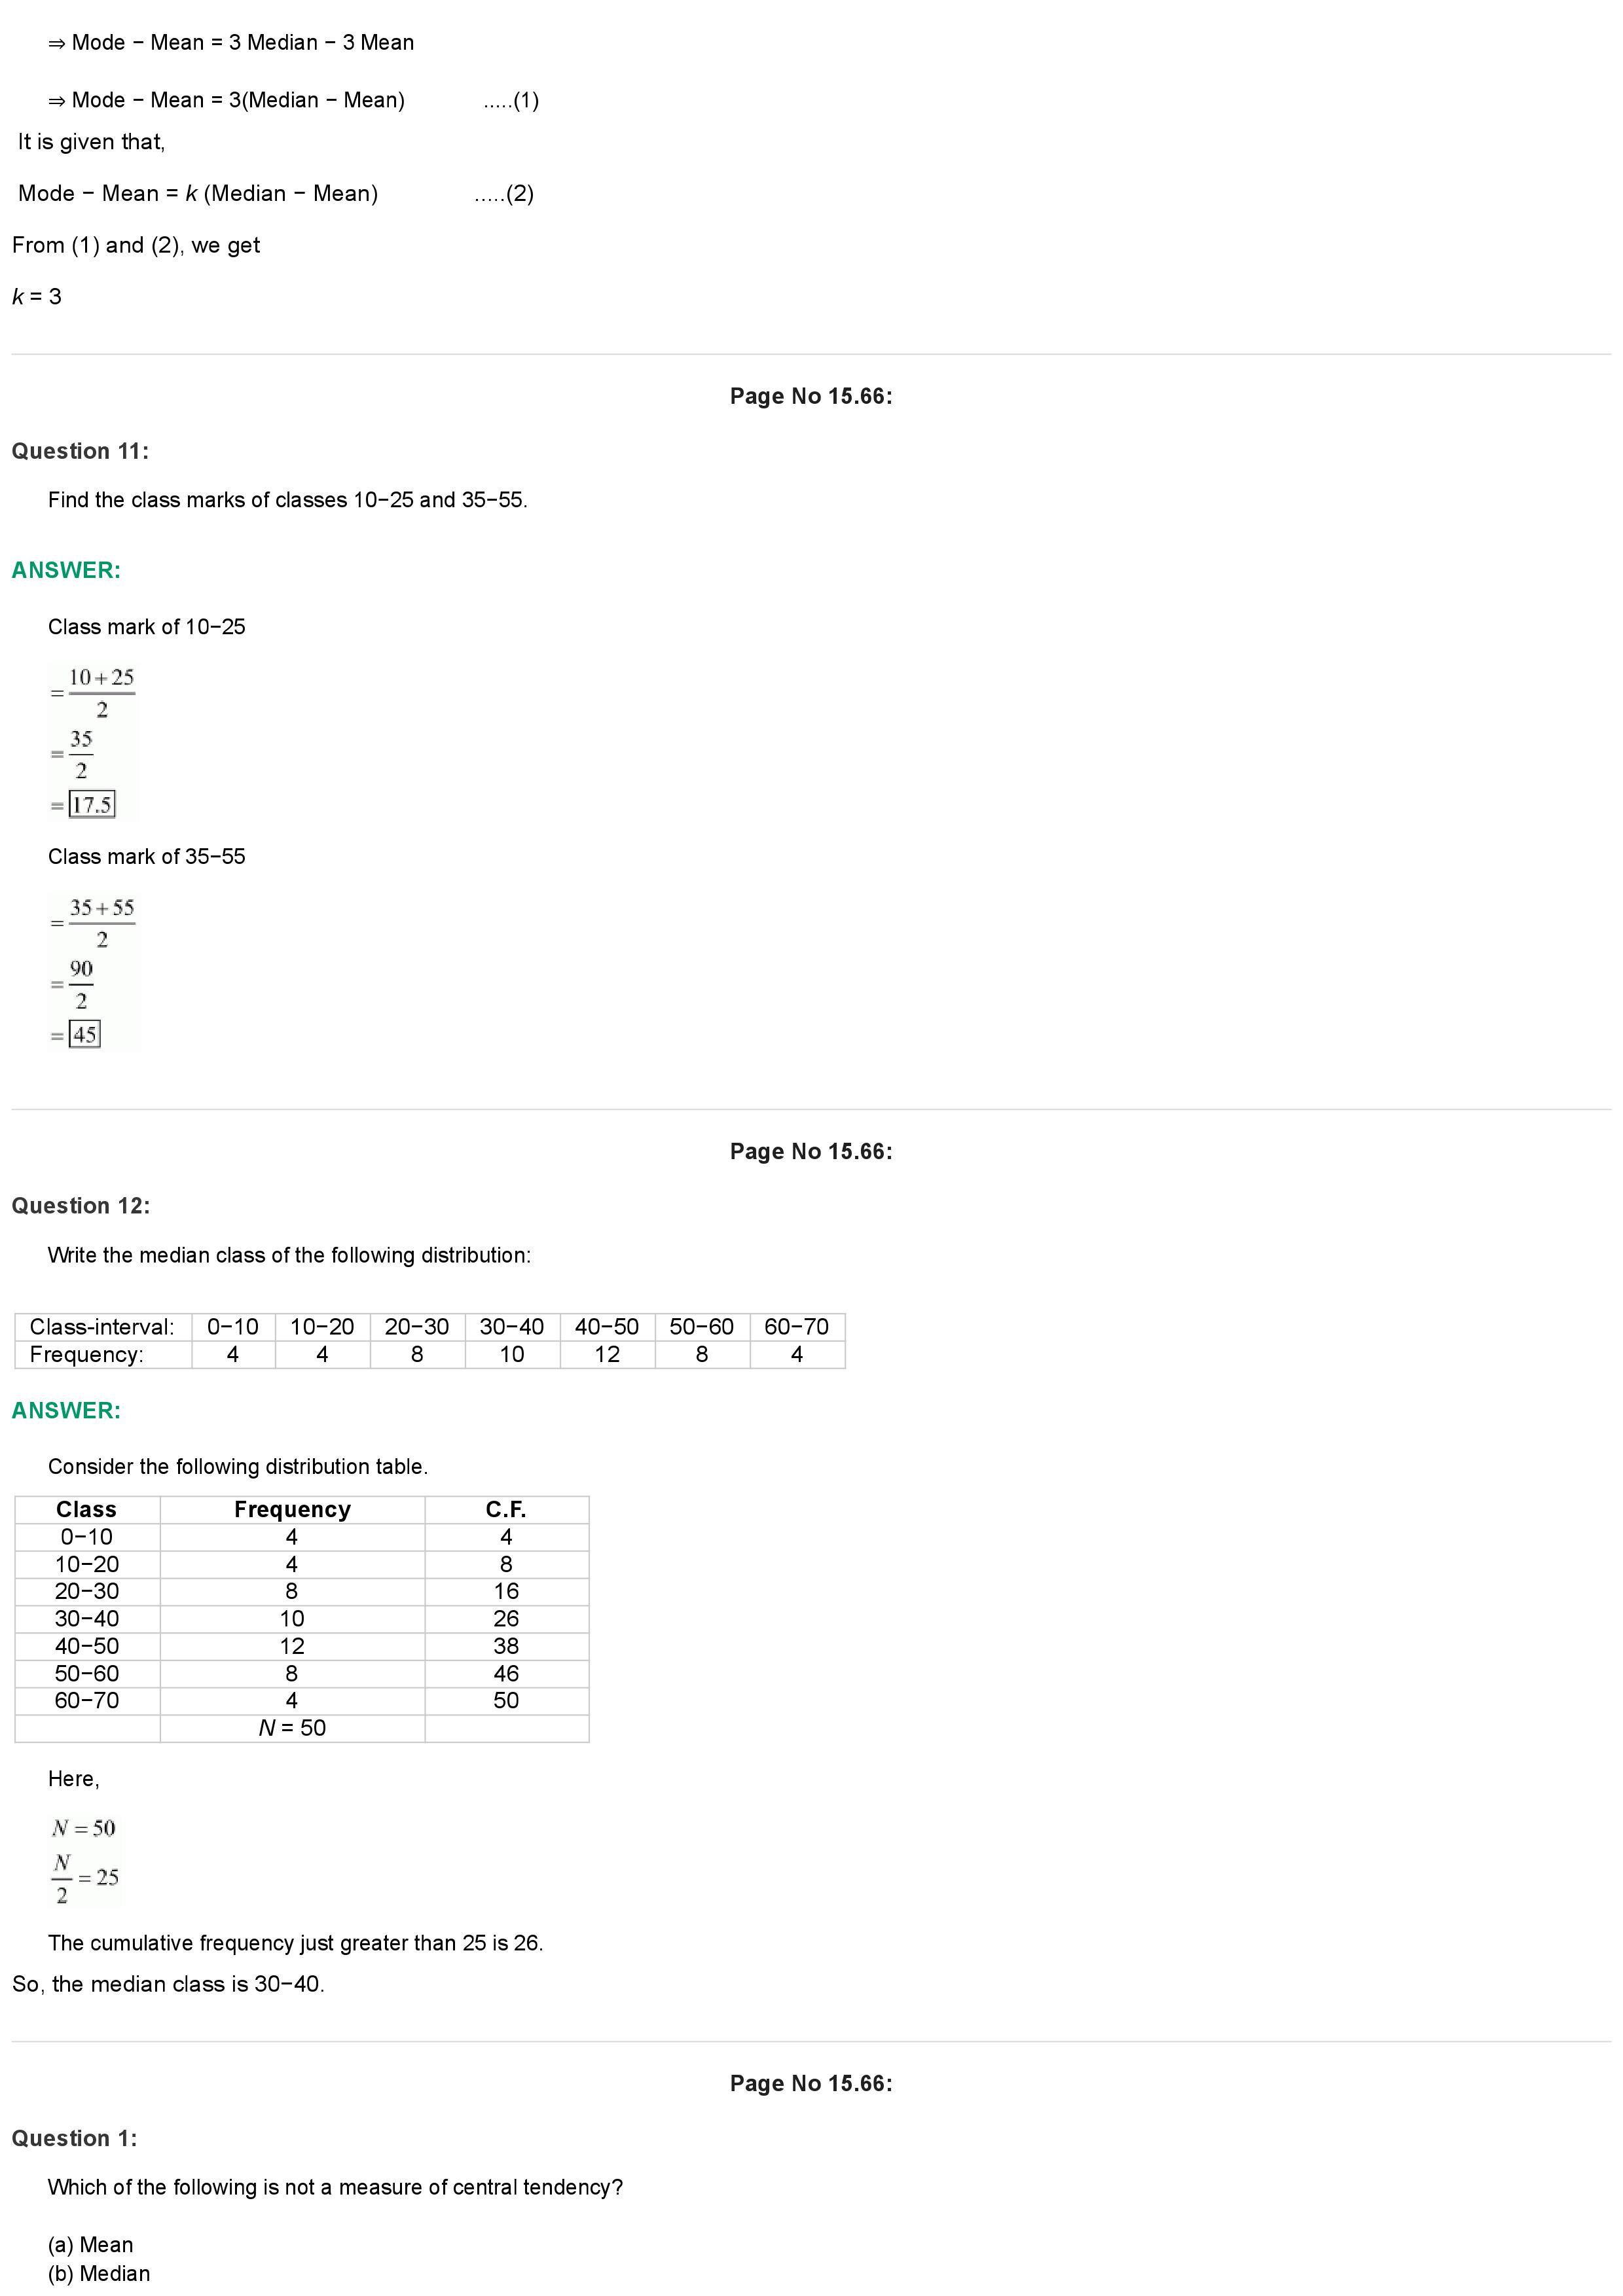 ⇒ Mode − Mean = 3 Median − 3 Mean
⇒ Mode − Mean = 3(Median − Mean) .....(1)
It is given that,
Mode − Mean = k (Median − Mean) .....(2)
From (1) and (2), we get
k = 3
Page No 15.66:
Question 11:
Find the class marks of classes 10−25 and 35−55.
ANSWER:
Class mark of 10−25
= 10+25 / 2
= 35 / 2
= 17.5
Class mark of 35−55
= 35+55 / 2
= 90 / 2
= 45
Page No 15.66:
Question 12:
Write the median class of the following distribution:
Class-interval: 0−10 10−20 20−30 30−40 40−50 50−60 60−70
Frequency: 4 4 8 10 12 8 4
ANSWER:
Consider the following distribution table.
Class Frequency C.F.
0−10 4 4
10−20 4 8
20−30 8 16
30−40 10 26
40−50 12 38
50−60 8 46
60−70 4 50
N = 50
Here,
N = 50
N / 2 = 25
The cumulative frequency just greater than 25 is 26.
So, the median class is 30−40.
Page No 15.66:
Question 1:
Which of the following is not a measure of central tendency?
(a) Mean
(b) Median